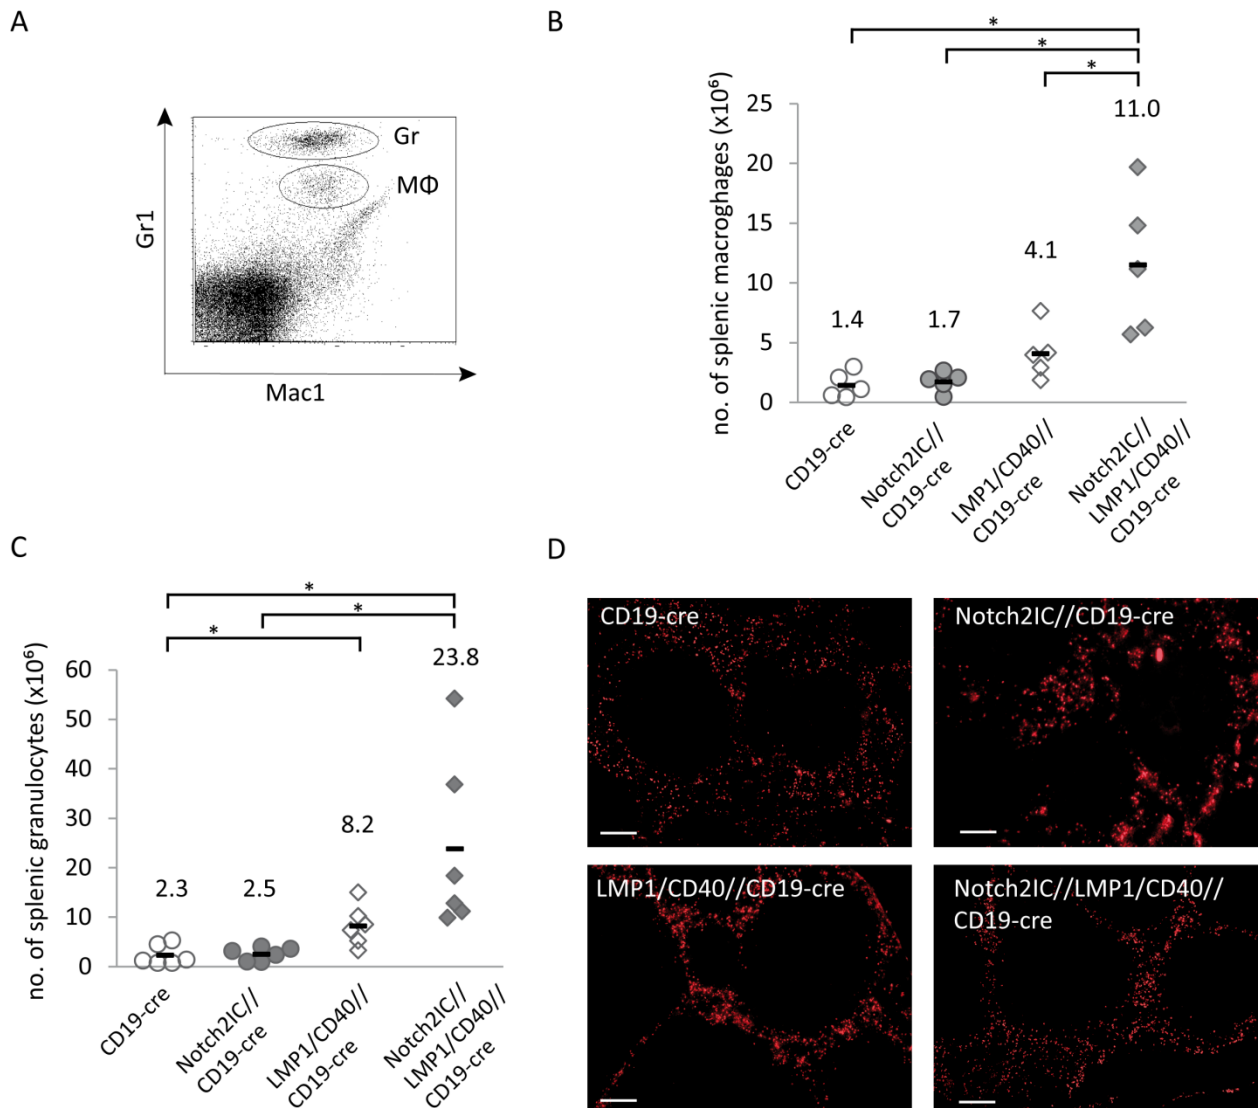 A
Gr1
Gr
MΦ
Mac1
B
*
*
*
no. of splenic macroghages (x10⁶)
25
20
15
10
5
0
1.4
1.7
4.1
11.0
CD19-cre
Notch2IC//
CD19-cre
LMP1/CD40//
CD19-cre
Notch2IC//
LMP1/CD40//
CD19-cre
C
*
*
*
no. of splenic granulocytes (x10⁶)
60
50
40
30
20
10
0
2.3
2.5
8.2
23.8
CD19-cre
Notch2IC//
CD19-cre
LMP1/CD40//
CD19-cre
Notch2IC//
LMP1/CD40//
CD19-cre
D
CD19-cre
Notch2IC//CD19-cre
LMP1/CD40//CD19-cre
Notch2IC//LMP1/CD40//
CD19-cre